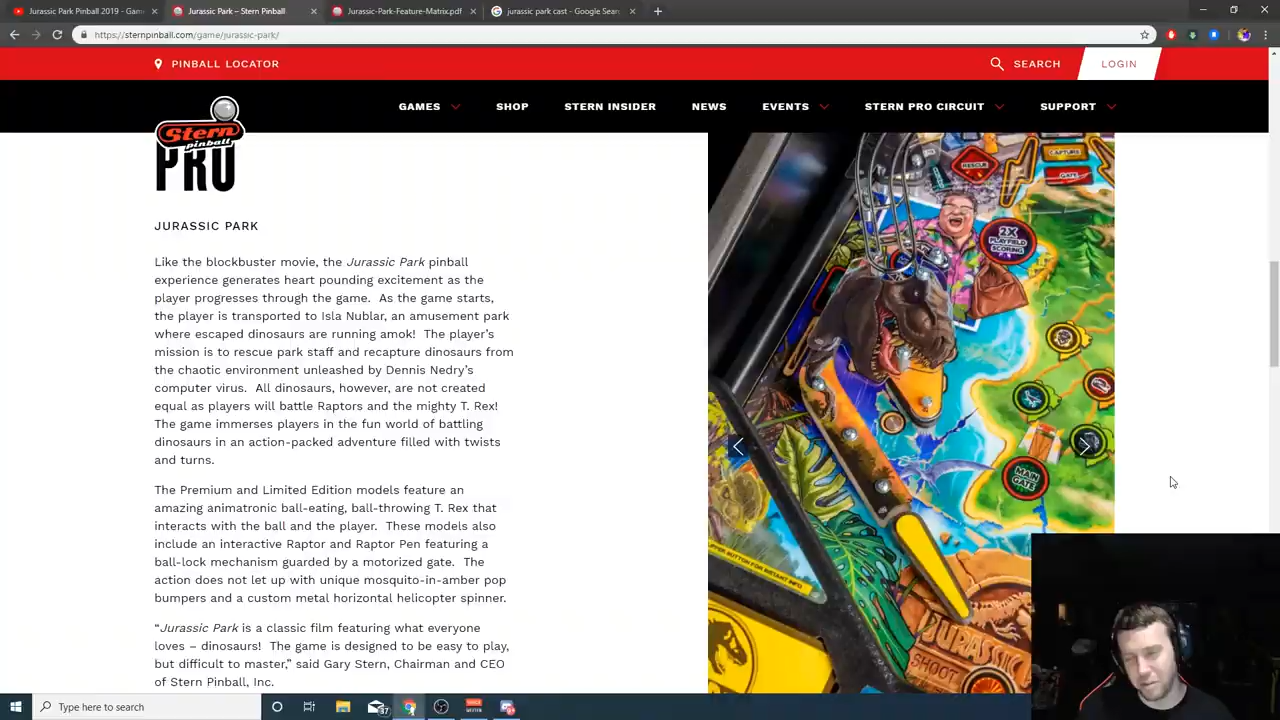 Jurassic Park Pinball 2019 - Gam
Jurassic Park – Stern Pinball
Jurassic-Park-Feature-Matrix.pdf
jurassic park cast - Google Sear
https://sternpinball.com/game/jurassic-park/
PINBALL LOCATOR
SEARCH
LOGIN
Stern
pinball
GAMES
SHOP
STERN INSIDER
NEWS
EVENTS
STERN PRO CIRCUIT
SUPPORT
PRO
JURASSIC PARK
Like the blockbuster movie, the Jurassic Park pinball
experience generates heart pounding excitement as the
player progresses through the game. As the game starts,
the player is transported to Isla Nublar, an amusement park
where escaped dinosaurs are running amok! The player's
mission is to rescue park staff and recapture dinosaurs from
the chaotic environment unleashed by Dennis Nedry's
computer virus. All dinosaurs, however, are not created
equal as players will battle Raptors and the mighty T. Rex!
The game immerses players in the fun world of battling
dinosaurs in an action-packed adventure filled with twists
and turns.
The Premium and Limited Edition models feature an
amazing animatronic ball-eating, ball-throwing T. Rex that
interacts with the ball and the player. These models also
include an interactive Raptor and Raptor Pen featuring a
ball-lock mechanism guarded by a motorized gate. The
action does not let up with unique mosquito-in-amber pop
bumpers and a custom metal horizontal helicopter spinner.
“Jurassic Park is a classic film featuring what everyone
loves – dinosaurs! The game is designed to be easy to play,
but difficult to master,” said Gary Stern, Chairman and CEO
of Stern Pinball, Inc.
RESCUE
CAPTURE
GATE
2X
PLAYFIELD
SCORING
MAIN
GATE
UPPER BUTTON FOR INSTANT INFO
JURASSIC
SHOOT
Type here to search
37